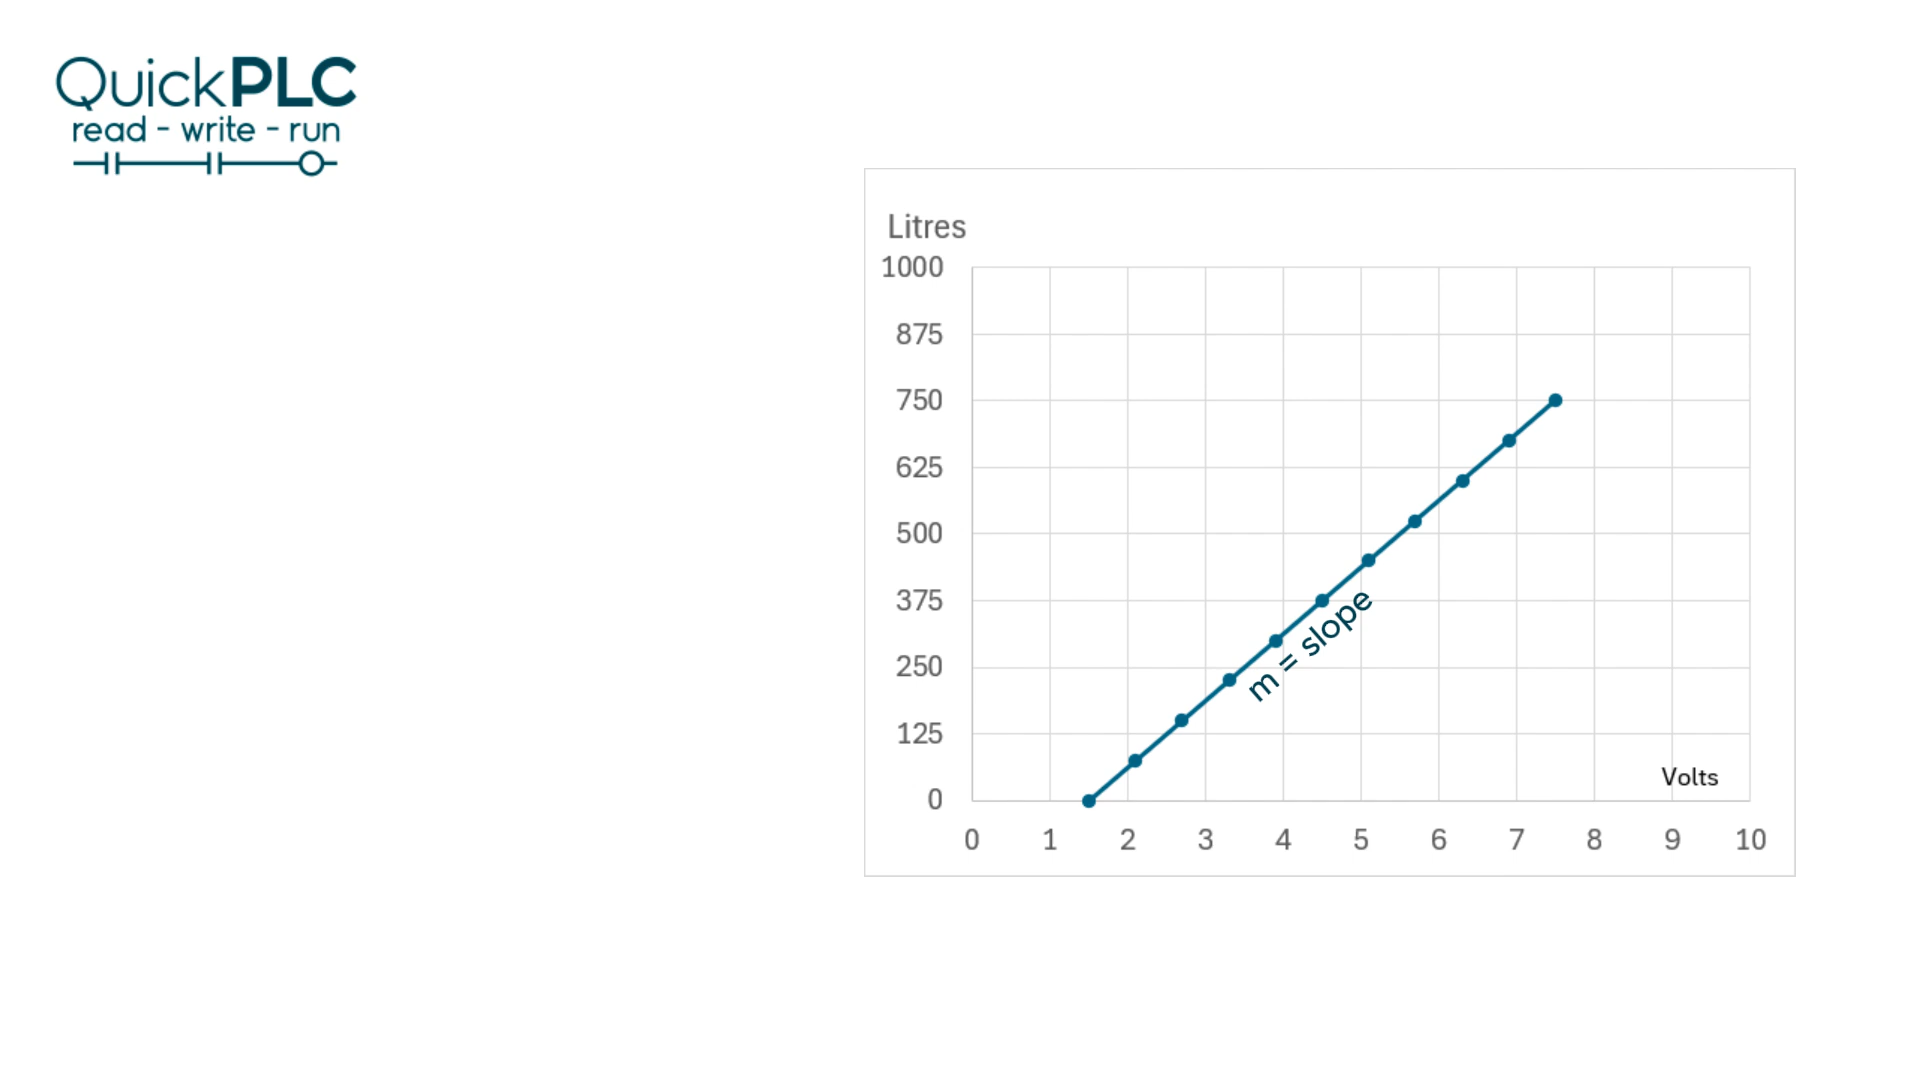 QuickPLC
read - write - run
Litres
1000
875
750
625
500
375
250
125
0
m = slope
Volts
0 1 2 3 4 5 6 7 8 9 10